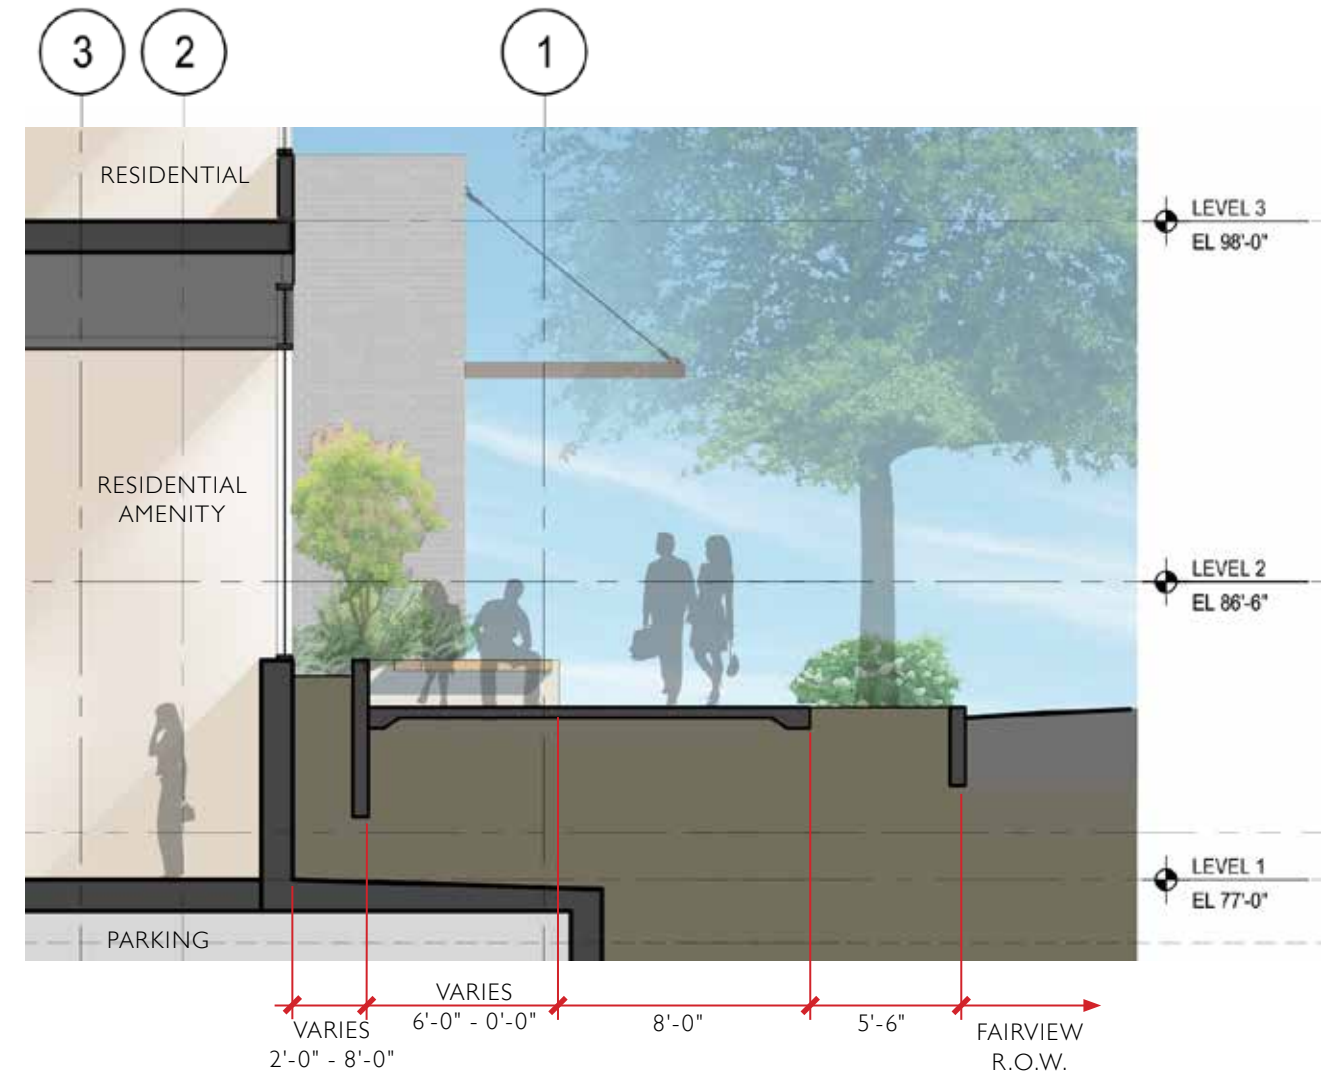 3
2
1
RESIDENTIAL
LEVEL 3
EL 98'-0"
RESIDENTIAL
AMENITY
LEVEL 2
EL 86'-6"
LEVEL 1
EL 77'-0"
PARKING
VARIES
2'-0" - 8'-0"
VARIES
6'-0" - 0'-0"
8'-0"
5'-6"
FAIRVIEW
R.O.W.